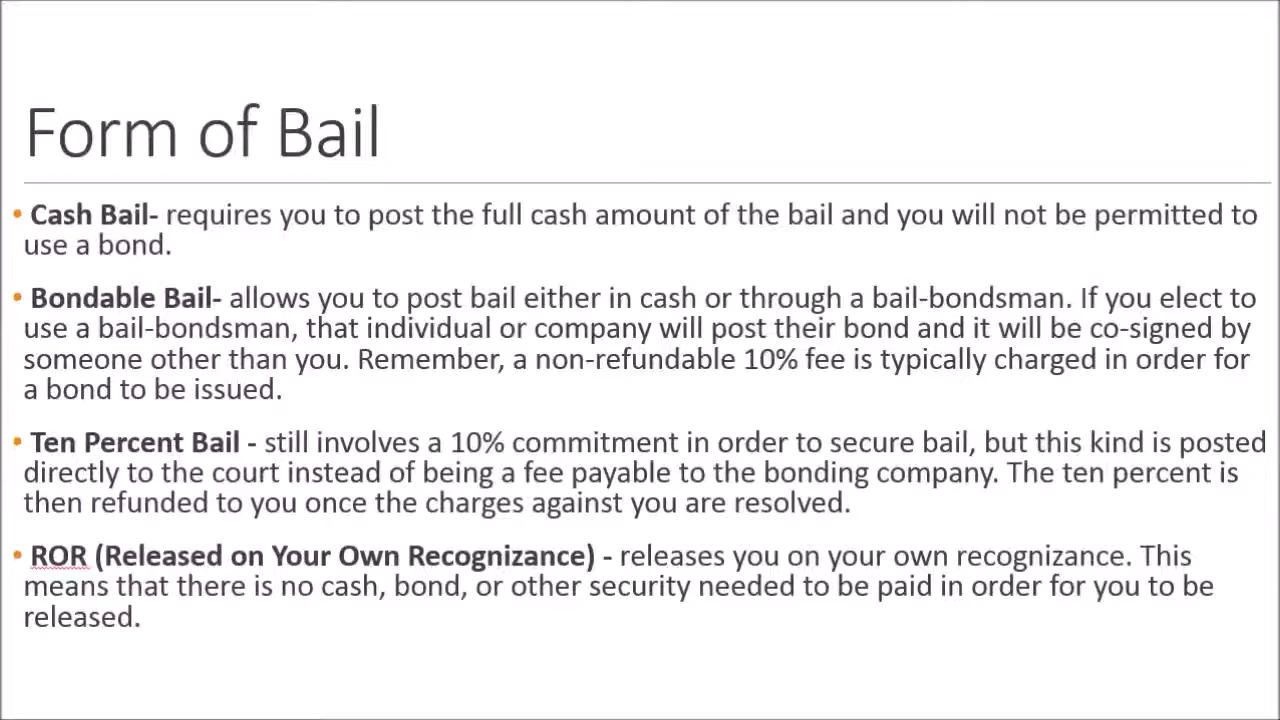 Form of Bail
• Cash Bail- requires you to post the full cash amount of the bail and you will not be permitted to
use a bond.
• Bondable Bail- allows you to post bail either in cash or through a bail-bondsman. If you elect to
use a bail-bondsman, that individual or company will post their bond and it will be co-signed by
someone other than you. Remember, a non-refundable 10% fee is typically charged in order for
a bond to be issued.
• Ten Percent Bail - still involves a 10% commitment in order to secure bail, but this kind is posted
directly to the court instead of being a fee payable to the bonding company. The ten percent is
then refunded to you once the charges against you are resolved.
• ROR (Released on Your Own Recognizance) - releases you on your own recognizance. This
means that there is no cash, bond, or other security needed to be paid in order for you to be
released.